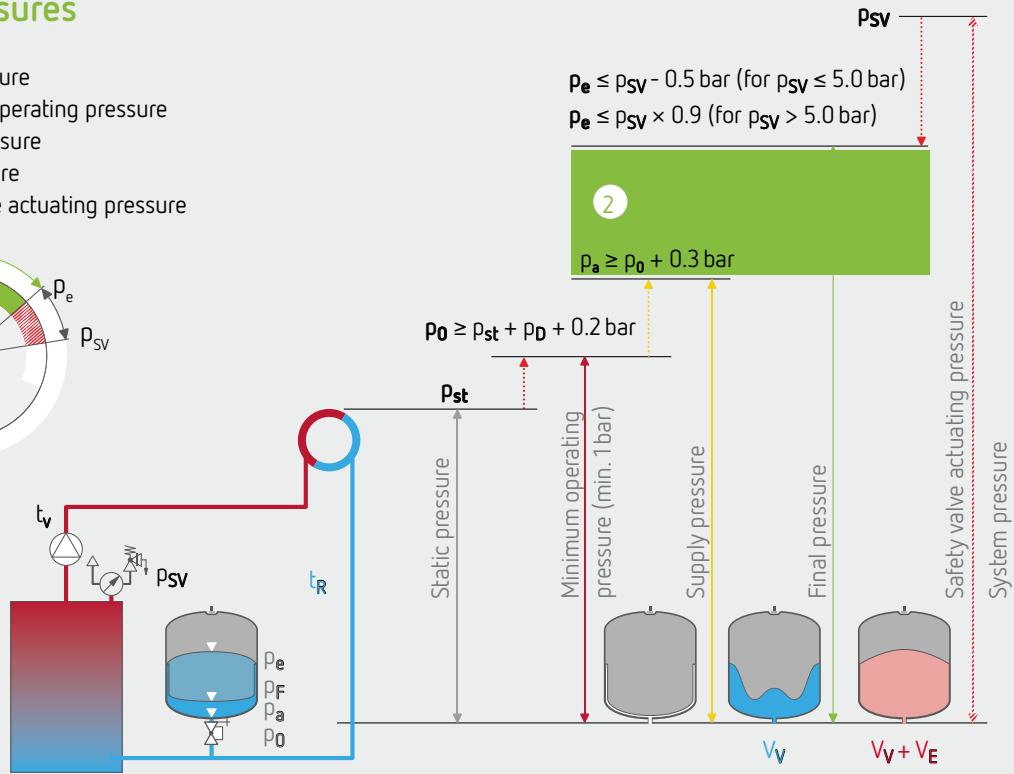 sures
ure
perating pressure
sure
re
e actuating pressure
pe
pSV
pSV
pe ≤ pSV - 0.5 bar (for pSV ≤ 5.0 bar)
pe ≤ pSV × 0.9 (for pSV > 5.0 bar)
2
pa ≥ p0 + 0.3 bar
p0 ≥ pst + pD + 0.2 bar
pst
Static pressure
Minimum operating
pressure (min. 1 bar)
Supply pressure
Final pressure
Safety valve actuating pressure
System pressure
tv
pSV
tR
pe
pF
pa
p0
VV
VV + VE